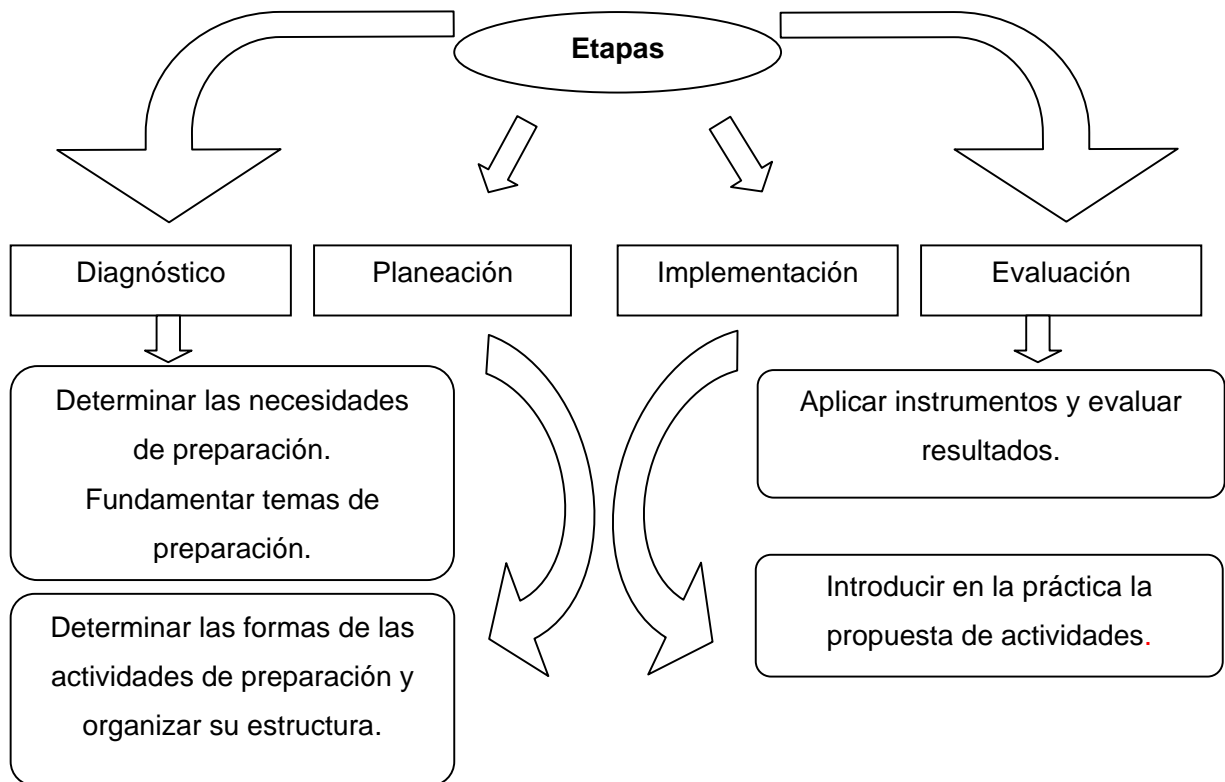 Etapas
Diagnóstico
Planeación
Implementación
Evaluación
Determinar las necesidades
de preparación.
Fundamentar temas de
preparación.
Aplicar instrumentos y evaluar
resultados.
Determinar las formas de las
actividades de preparación y
organizar su estructura.
Introducir en la práctica la
propuesta de actividades.